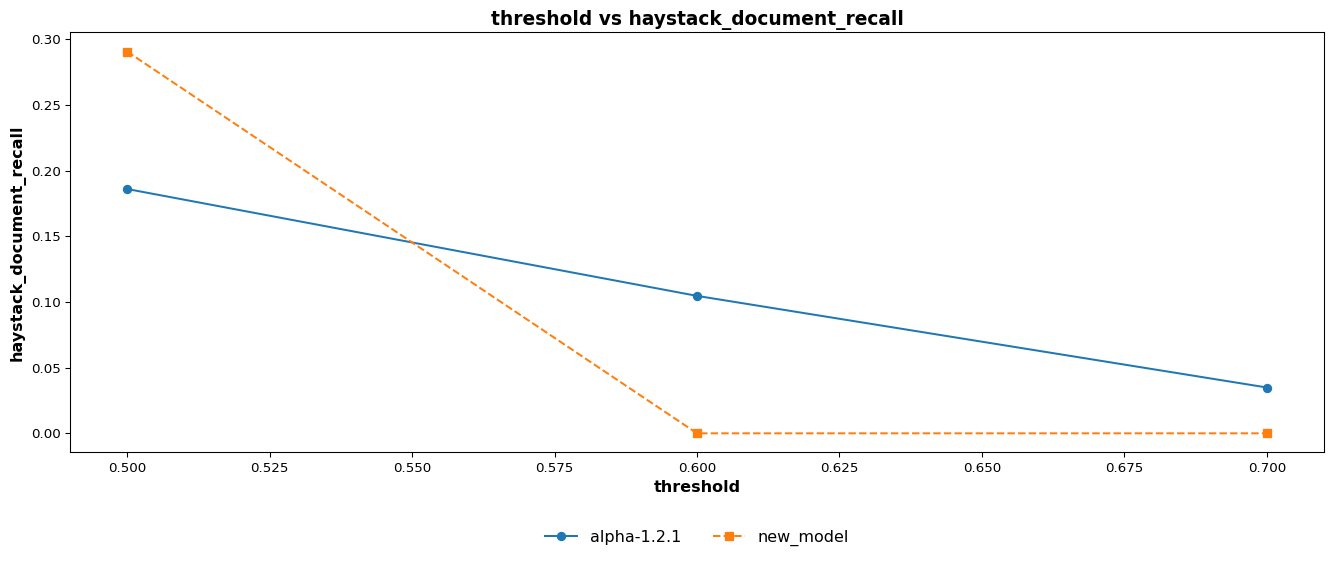 threshold vs haystack_document_recall
haystack_document_recall
0.30
0.25
0.20
0.15
0.10
0.05
0.00
0.500 0.525 0.550 0.575 0.600 0.625 0.650 0.675 0.700
threshold
alpha-1.2.1 new_model